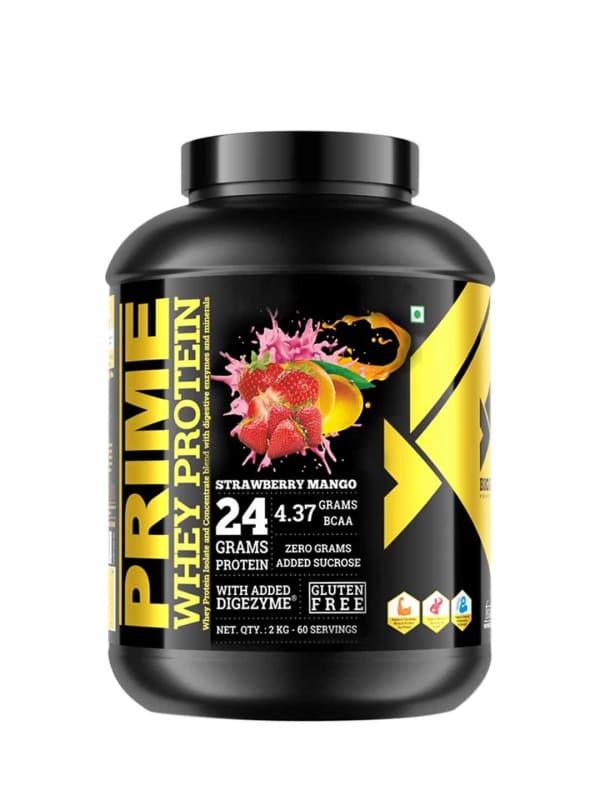 PRIME
WHEY PROTEIN
Whey Protein Isolate and Concentrate blend with digestive enzymes and minerals
STRAWBERRY MANGO
24
GRAMS
PROTEIN
4.37 GRAMS
BCAA
ZERO GRAMS
ADDED SUCROSE
WITH ADDED
DIGEZYME®
GLUTEN
FREE
NET. QTY. : 2 KG - 60 SERVINGS